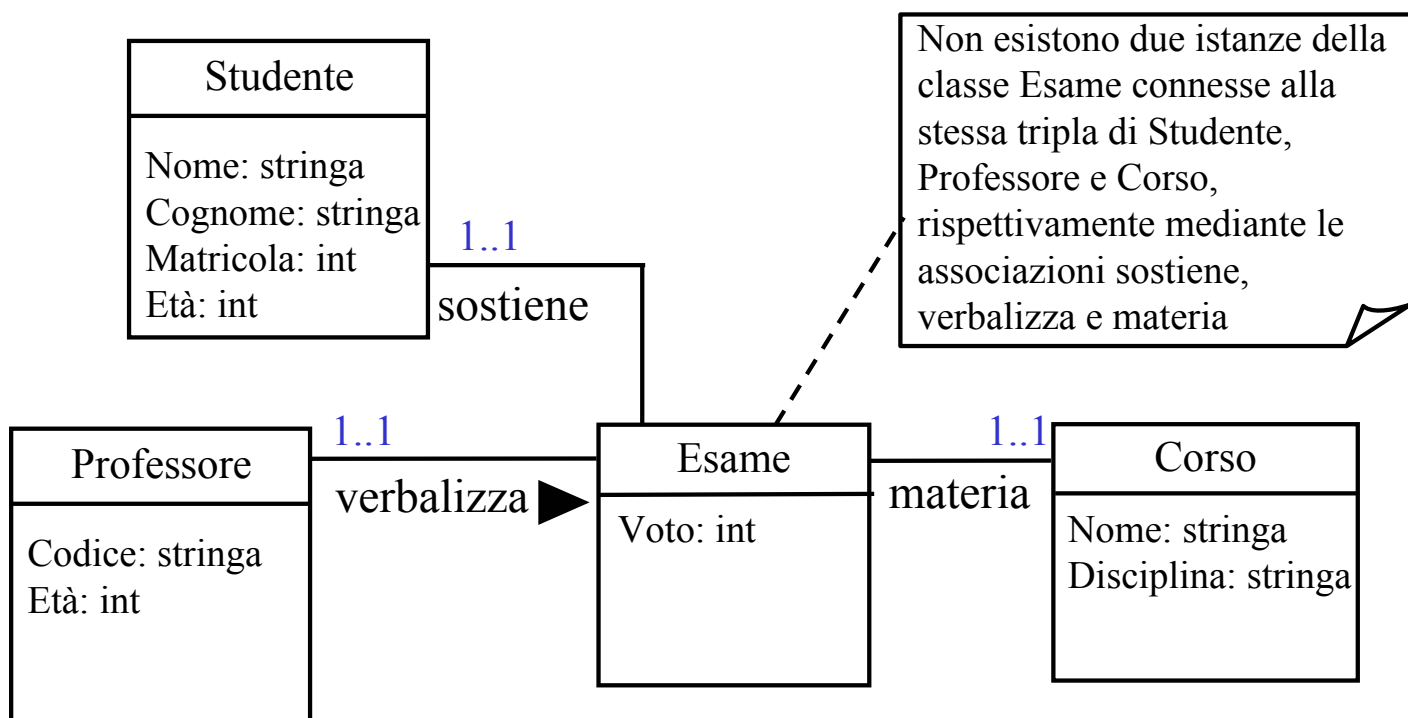 Studente
Nome: stringa
Cognome: stringa
Matricola: int
Età: int
1..1
sostiene
Non esistono due istanze della
classe Esame connesse alla
stessa tripla di Studente,
Professore e Corso,
rispettivamente mediante le
associazioni sostiene,
verbalizza e materia
Professore
Codice: stringa
Età: int
1..1
verbalizza
Esame
Voto: int
1..1
materia
Corso
Nome: stringa
Disciplina: stringa